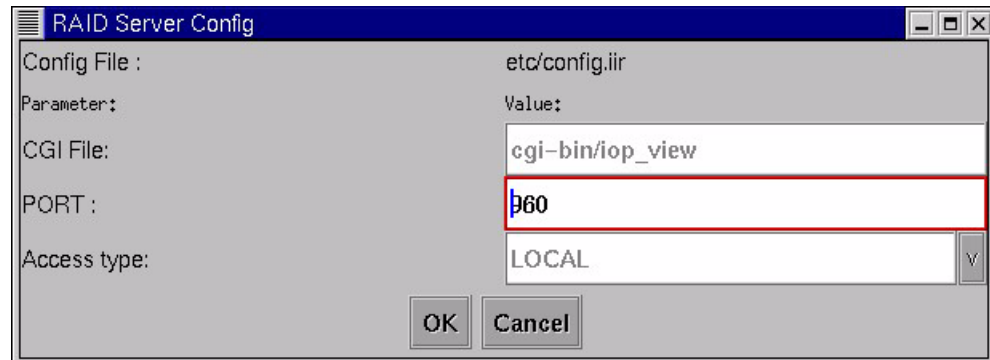 RAID Server Config
Config File : etc/config.iir
Parameter: Value:
CGI File: cgi-bin/iop_view
PORT : 960
Access type: LOCAL v
OK Cancel